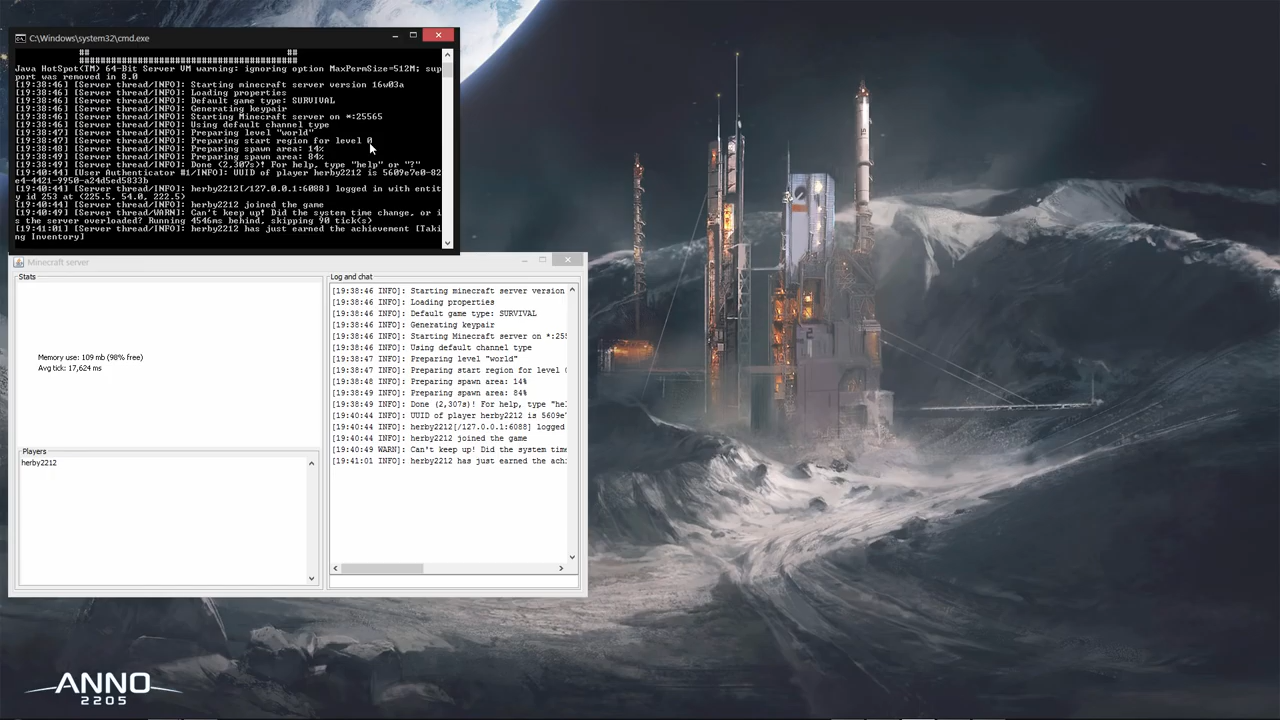 C:\Windows\system32\cmd.exe
## ##
##########################################
Java HotSpot(TM) 64-Bit Server VM warning: ignoring option MaxPermSize=512M; sup
port was removed in 8.0
[19:38:46] [Server thread/INFO]: Starting minecraft server version 16w03a
[19:38:46] [Server thread/INFO]: Loading properties
[19:38:46] [Server thread/INFO]: Default game type: SURVIVAL
[19:38:46] [Server thread/INFO]: Generating keypair
[19:38:46] [Server thread/INFO]: Starting Minecraft server on *:25565
[19:38:46] [Server thread/INFO]: Using default channel type
[19:38:47] [Server thread/INFO]: Preparing level "world"
[19:38:47] [Server thread/INFO]: Preparing start region for level 0
[19:38:48] [Server thread/INFO]: Preparing spawn area: 14%
[19:38:49] [Server thread/INFO]: Preparing spawn area: 84%
[19:38:49] [Server thread/INFO]: Done (2,307s)! For help, type "help" or "?"
[19:40:44] [User Authenticator #1/INFO]: UUID of player herby2212 is 5609e7e0-82
e4-4421-9950-a24d5ed5833b
[19:40:44] [Server thread/INFO]: herby2212[/127.0.0.1:6088] logged in with entit
y id 253 at (225.5, 54.0, 222.5)
[19:40:44] [Server thread/INFO]: herby2212 joined the game
[19:40:49] [Server thread/WARN]: Can't keep up! Did the system time change, or i
s the server overloaded? Running 4546ms behind, skipping 90 tick(s)
[19:41:01] [Server thread/INFO]: herby2212 has just earned the achievement [Taki
ng Inventory]
Minecraft server
Stats
Memory use: 109 mb (98% free)
Avg tick: 17,624 ms
Players
herby2212
Log and chat
[19:38:46 INFO]: Starting minecraft server version
[19:38:46 INFO]: Loading properties
[19:38:46 INFO]: Default game type: SURVIVAL
[19:38:46 INFO]: Generating keypair
[19:38:46 INFO]: Starting Minecraft server on *:255
[19:38:46 INFO]: Using default channel type
[19:38:47 INFO]: Preparing level "world"
[19:38:47 INFO]: Preparing start region for level 0
[19:38:48 INFO]: Preparing spawn area: 14%
[19:38:49 INFO]: Preparing spawn area: 84%
[19:38:49 INFO]: Done (2,307s)! For help, type "hel
[19:40:44 INFO]: UUID of player herby2212 is 5609e7
[19:40:44 INFO]: herby2212[/127.0.0.1:6088] logged
[19:40:44 INFO]: herby2212 joined the game
[19:40:49 WARN]: Can't keep up! Did the system time
[19:41:01 INFO]: herby2212 has just earned the achi
ANNO
2205